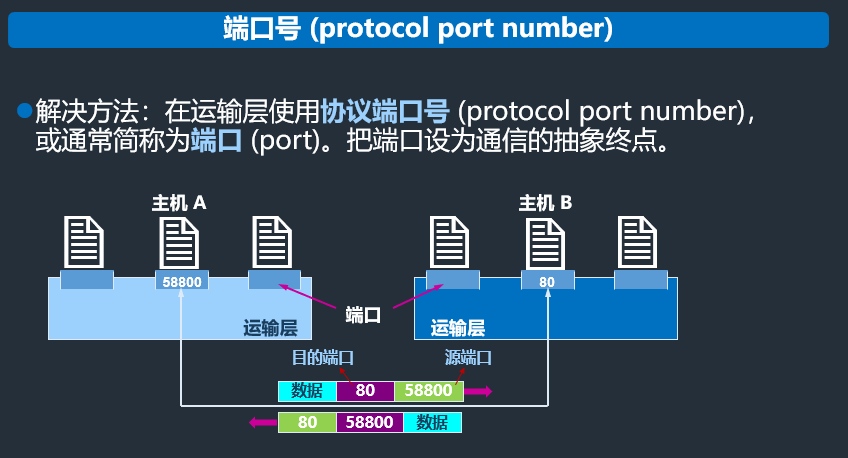 端口号 (protocol port number)
解决方法：在运输层使用协议端口号 (protocol port number)，
或通常简称为端口 (port)。把端口设为通信的抽象终点。
主机 A
主机 B
58800
80
端口
运输层
运输层
目的端口
源端口
数据 80 58800
80 58800 数据